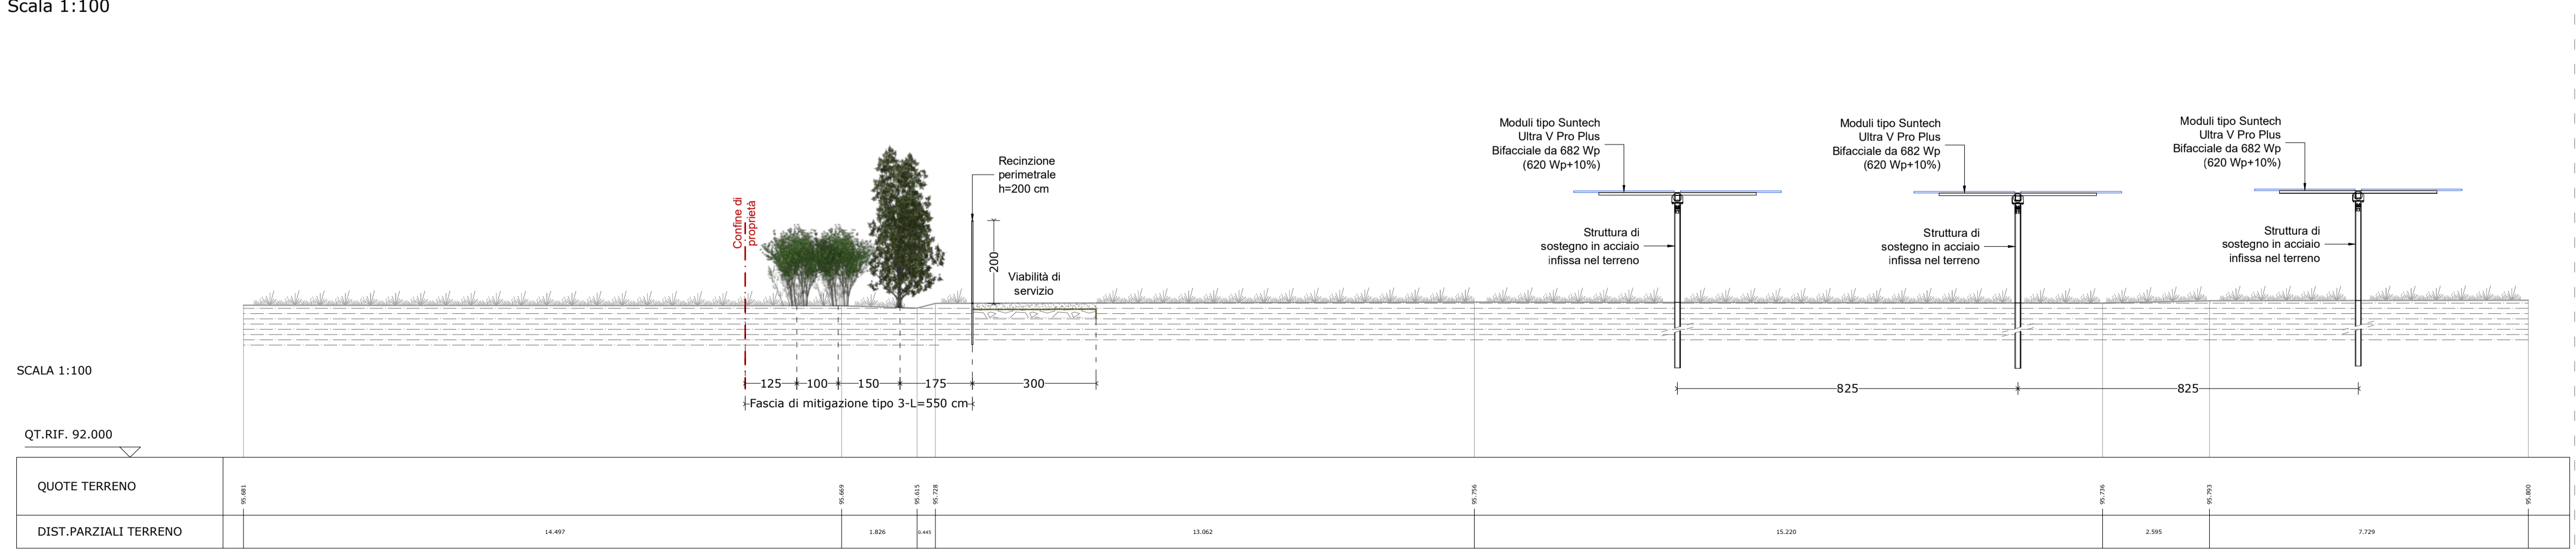 Scala 1:100
Moduli tipo Suntech
Ultra V Pro Plus
Bifacciale da 682 Wp
(620 Wp+10%)
Moduli tipo Suntech
Ultra V Pro Plus
Bifacciale da 682 Wp
(620 Wp+10%)
Moduli tipo Suntech
Ultra V Pro Plus
Bifacciale da 682 Wp
(620 Wp+10%)
Recinzione
perimetrale
h=200 cm
Confine di
proprietà
200
Viabilità di
servizio
Struttura di
sostegno in acciaio
infissa nel terreno
Struttura di
sostegno in acciaio
infissa nel terreno
Struttura di
sostegno in acciaio
infissa nel terreno
SCALA 1:100
125 100 150 175 300
825 825
Fascia di mitigazione tipo 3-L=550 cm
QT.RIF. 92.000
QUOTE TERRENO
95.681 95.669 95.615 95.728 95.756 95.736 95.793 95.800
DIST.PARZIALI TERRENO
14.497 1.826 0.445 13.062 15.220 2.595 7.729